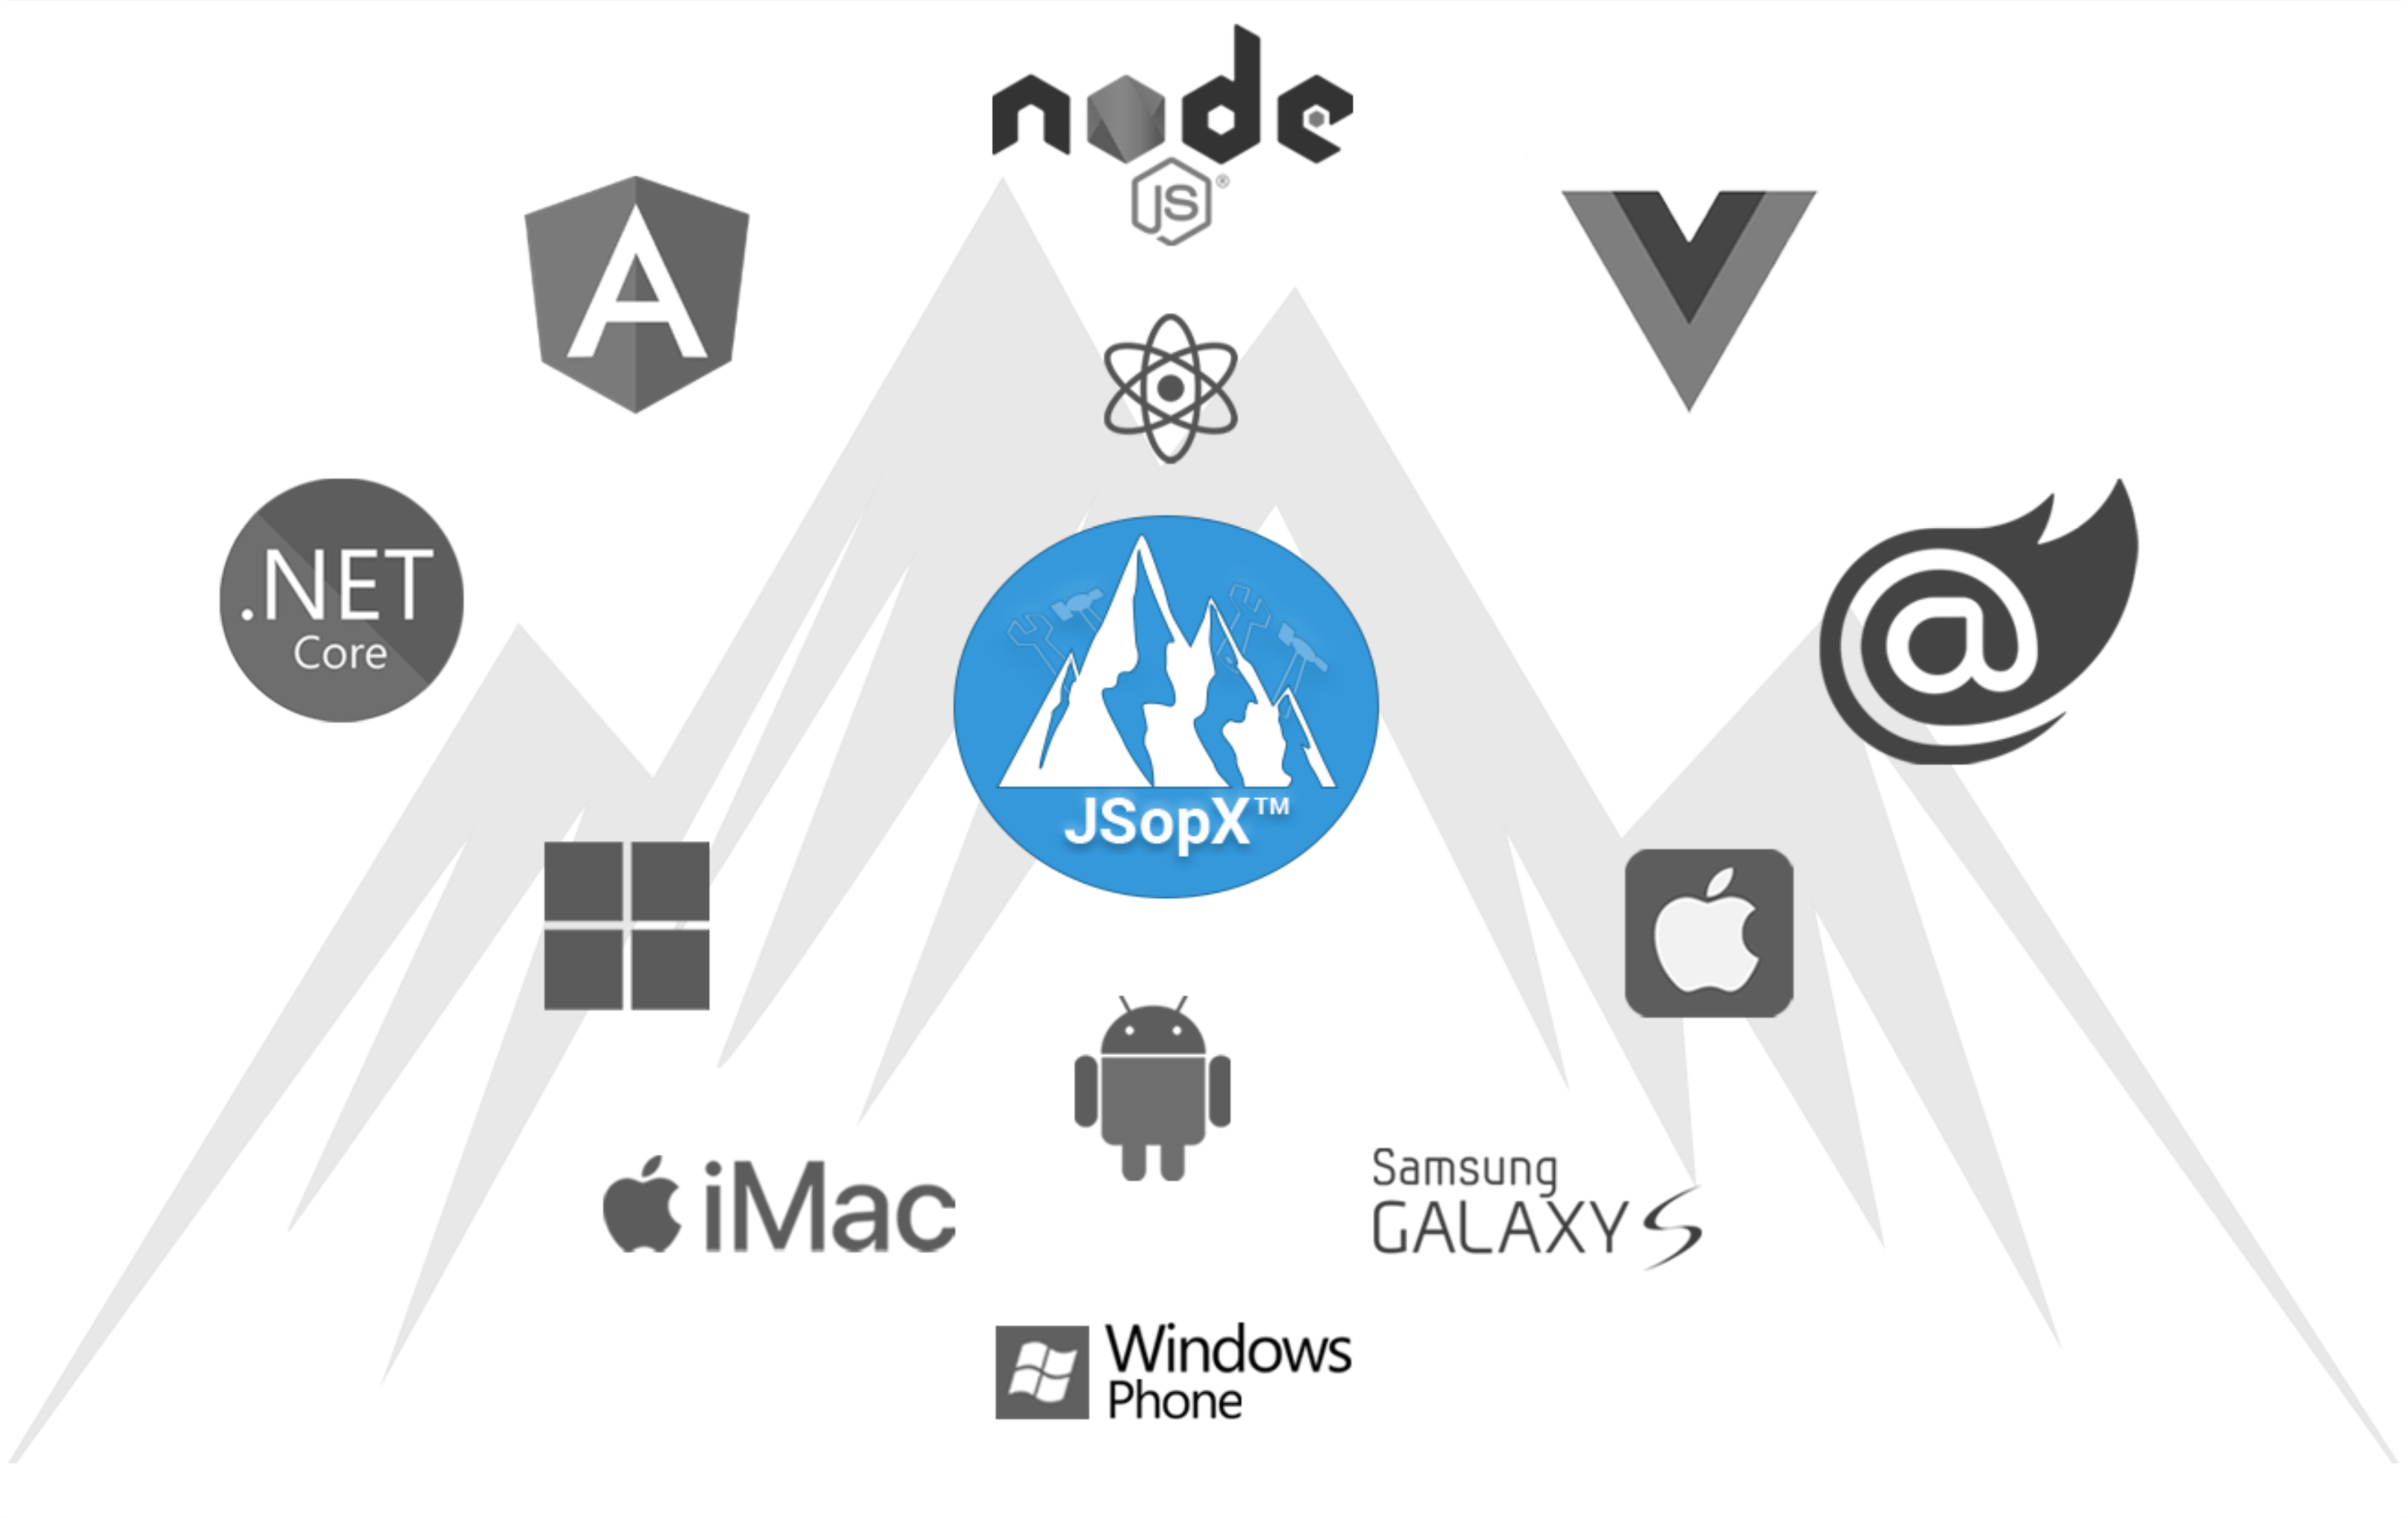 node
JS®
A
.NET
Core
@
JSopX™
iMac
Samsung
GALAXY S
Windows
Phone